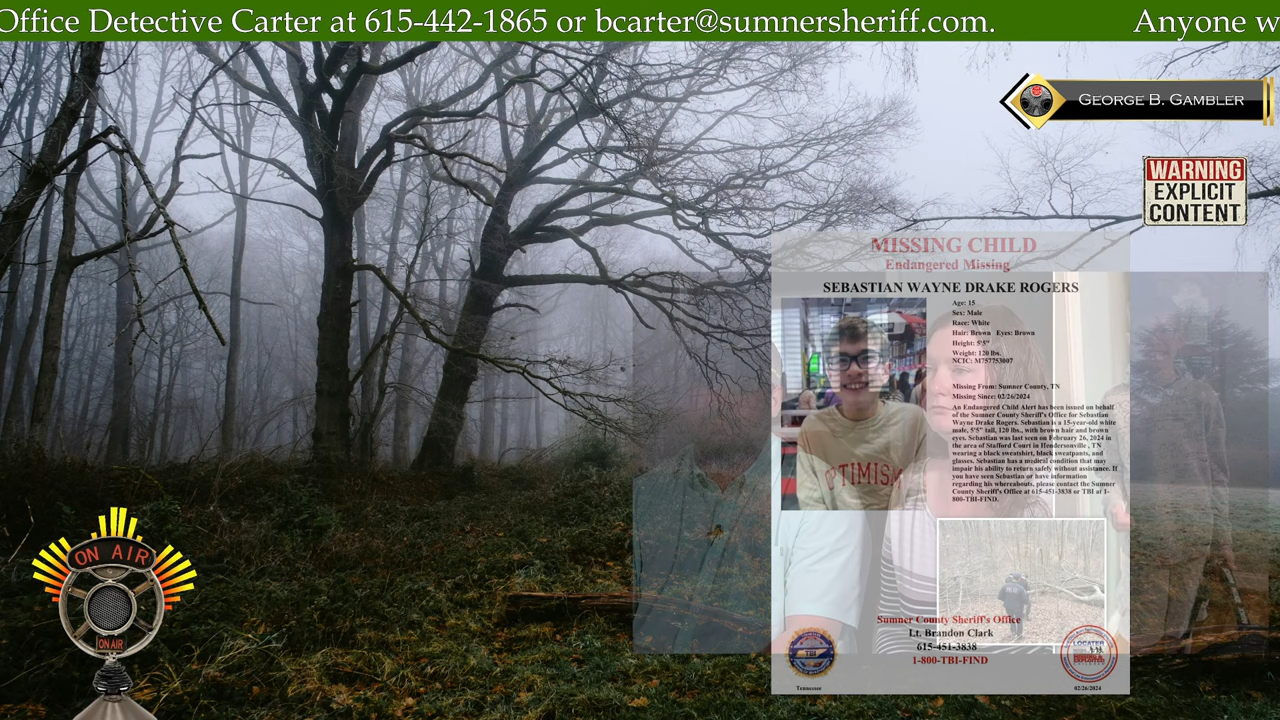 Office Detective Carter at 615-442-1865 or bcarter@sumnersheriff.com. Anyone w
GEORGE B. GAMBLER
WARNING
EXPLICIT
CONTENT
MISSING CHILD
Endangered Missing
SEBASTIAN WAYNE DRAKE ROGERS
Age: 15
Sex: Male
Race: White
Hair: Brown Eyes: Brown
Height: 5'5"
Weight: 120 lbs.
NCIC: M757753007
Missing From: Sumner County, TN
Missing Since: 02/26/2024
An Endangered Child Alert has been issued on behalf
of the Sumner County Sheriff's Office for Sebastian
Wayne Drake Rogers. Sebastian is a 15-year-old white
male, 5'5" tall, 120 lbs., with brown hair and brown
eyes. Sebastian was last seen on February 26, 2024 in
the area of Stafford Court in Hendersonville , TN
wearing a black sweatshirt, black sweatpants, and
glasses. Sebastian has a medical condition that may
impair his ability to return safely without assistance. If
you have seen Sebastian or have information
regarding his whereabouts, please contact the Sumner
County Sheriff's Office at 615-451-3838 or TBI at 1-
800-TBI-FIND.
OPTIMISM
ON AIR
ON AIR
Sumner County Sheriff's Office
Lt. Brandon Clark
615-451-3838
1-800-TBI-FIND
TBI
LOCATER
Tennessee
02/26/2024